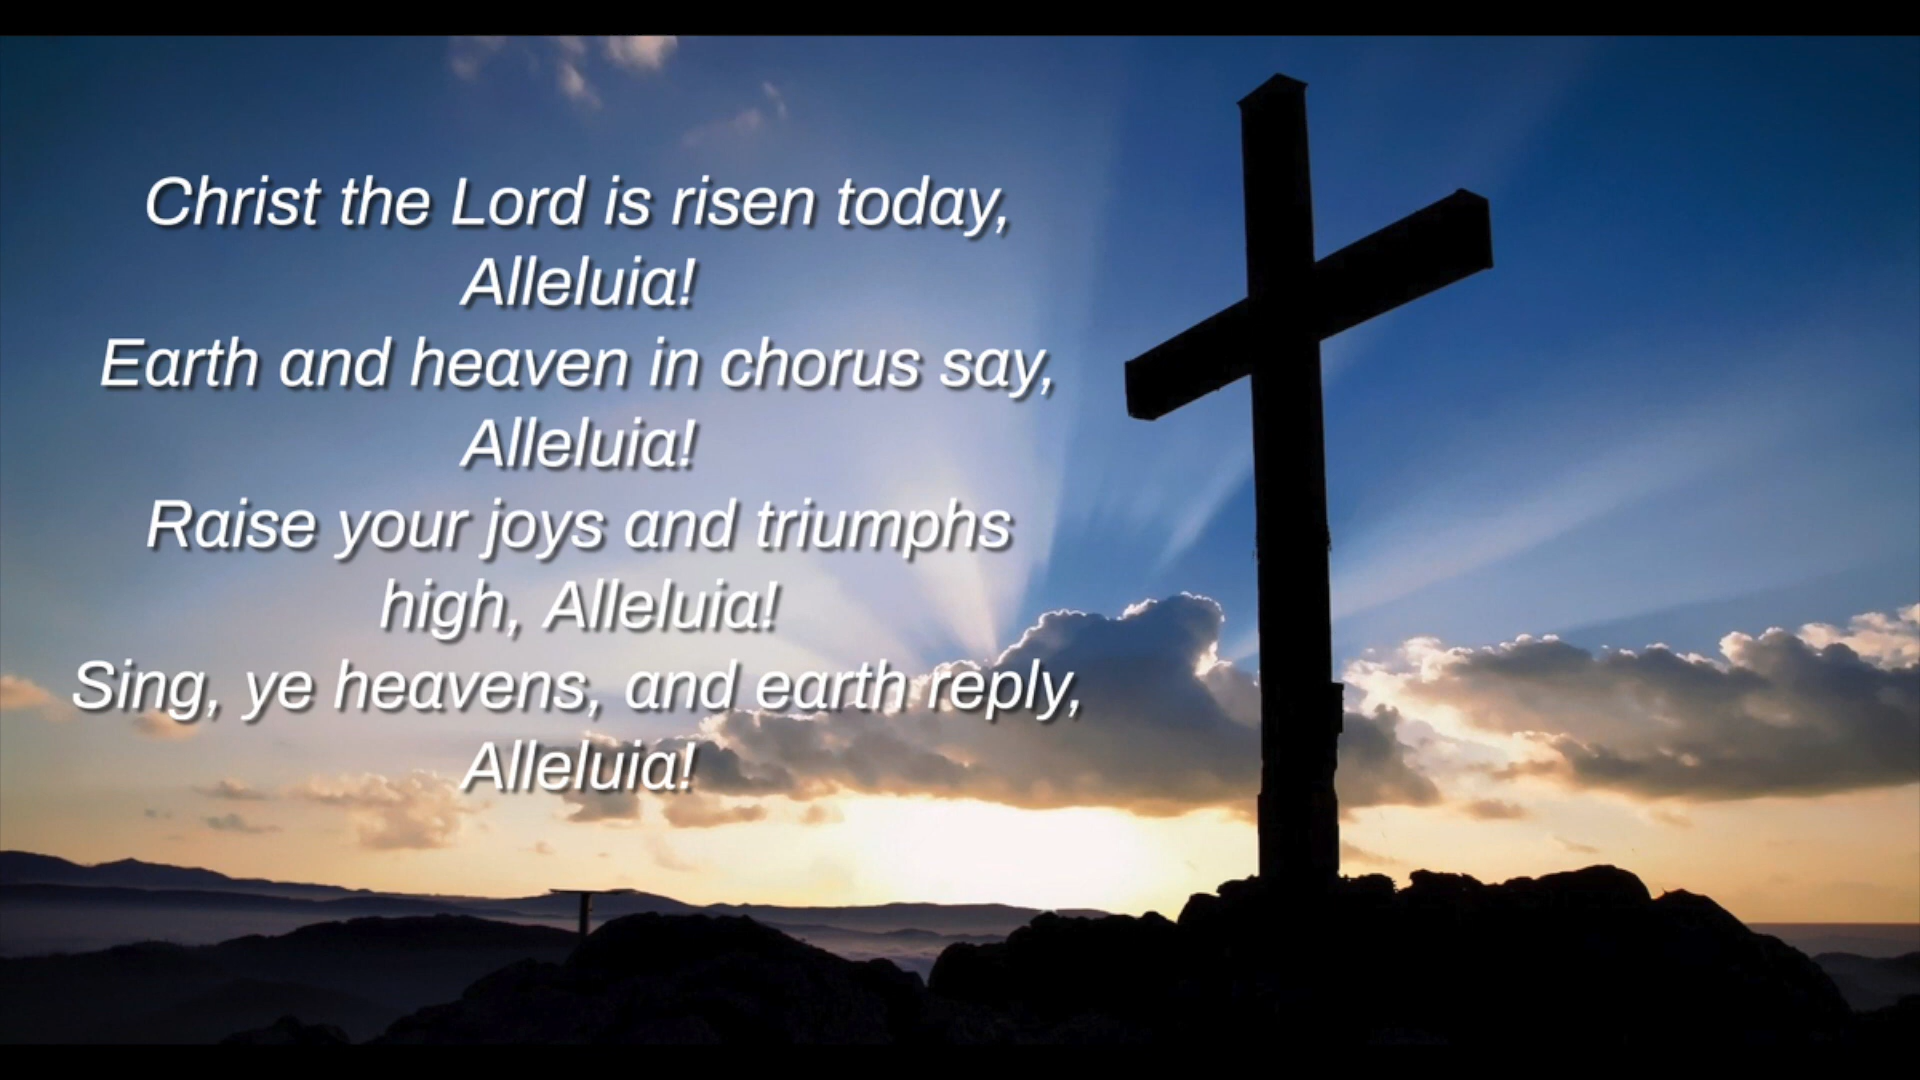 Christ the Lord is risen today,
Alleluia!
Earth and heaven in chorus say,
Alleluia!
Raise your joys and triumphs
high, Alleluia!
Sing, ye heavens, and earth reply,
Alleluia!